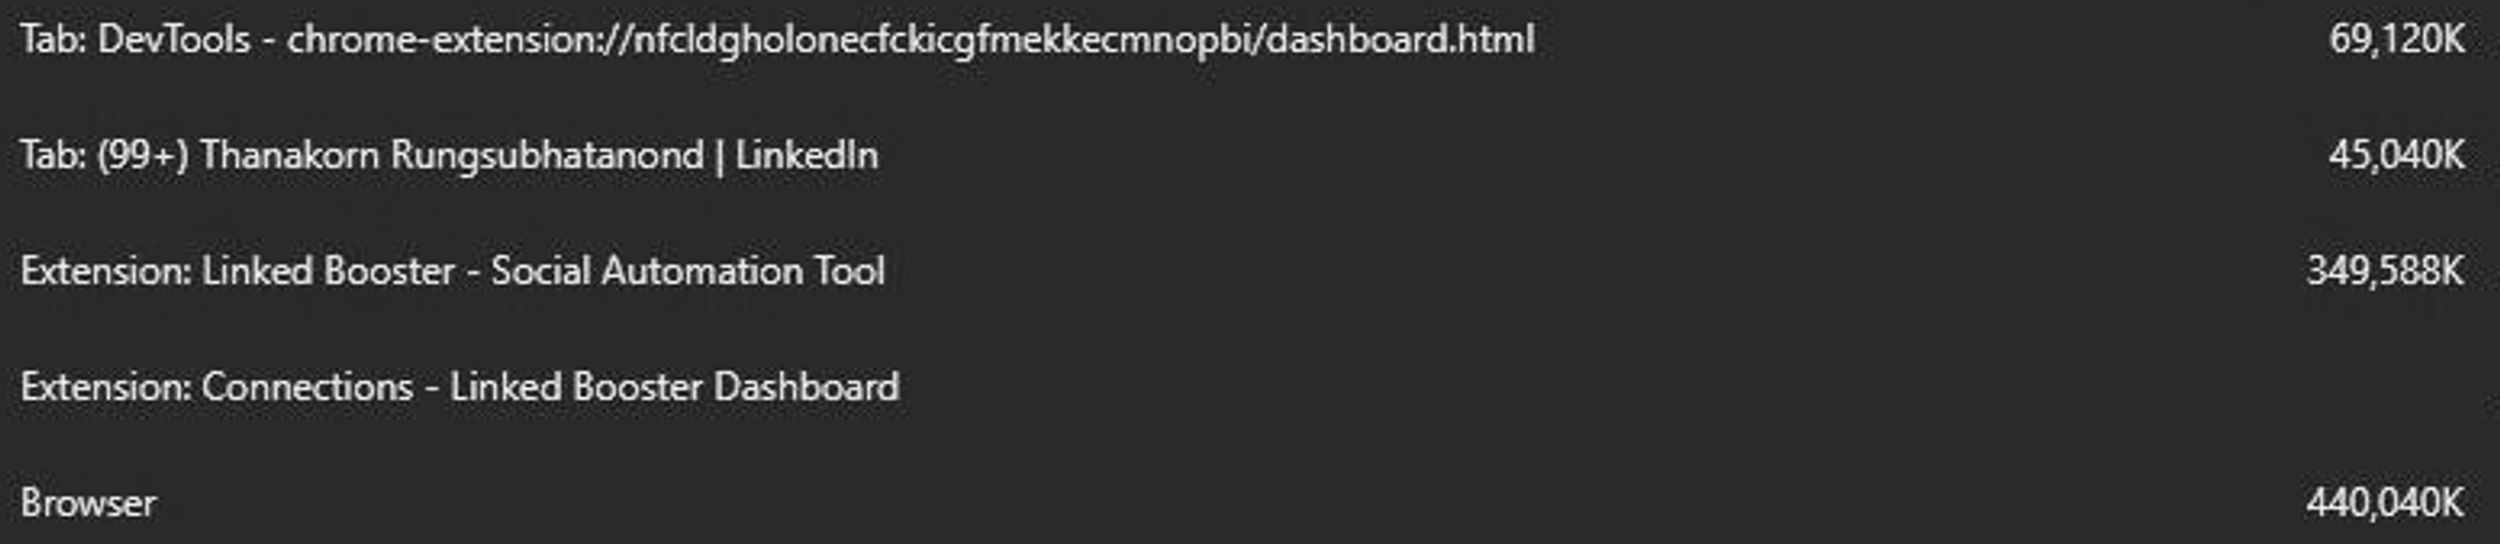 Tab: DevTools - chrome-extension://nfcldgholonecfckicgfmekkecmnopbi/dashboard.html 69,120K
Tab: (99+) Thanakorn Rungsubhatanond | LinkedIn 45,040K
Extension: Linked Booster - Social Automation Tool 349,588K
Extension: Connections - Linked Booster Dashboard
Browser 440,040K